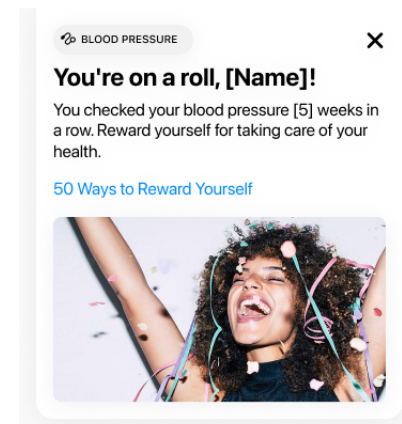 BLOOD PRESSURE
You're on a roll, [Name]!
You checked your blood pressure [5] weeks in
a row. Reward yourself for taking care of your
health.
50 Ways to Reward Yourself